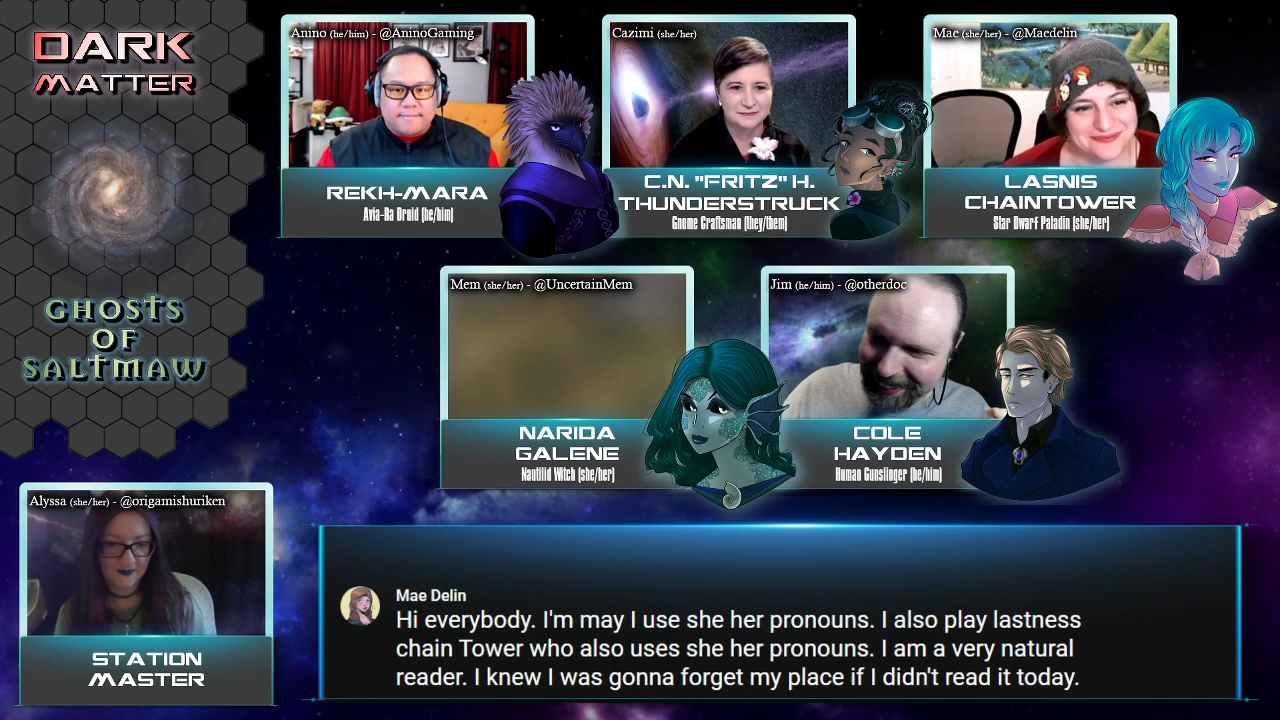 DARK
MATTER
GHOSTS
OF
SALTMAW
Anino (he/him) - @AninoGaming
REKH-MARA
Avia-Ra Druid (he/him)
Cazimi (she/her)
C.N. "FRITZ" H.
THUNDERSTRUCK
Gnome Craftsman (they/them)
Mae (she/her) - @Maedelin
LASNIS
CHAINTOWER
Star Dwarf Paladin (she/her)
Mem (she/her) - @UncertainMem
NARIDA
GALENE
Nautilid Witch (she/her)
Jim (he/him) - @otherdoc
COLE
HAYDEN
Human Gunslinger (he/him)
Alyssa (she/her) - @origamishuriken
STATION
MASTER
Mae Delin
Hi everybody. I'm may I use she her pronouns. I also play lastness
chain Tower who also uses she her pronouns. I am a very natural
reader. I knew I was gonna forget my place if I didn't read it today.